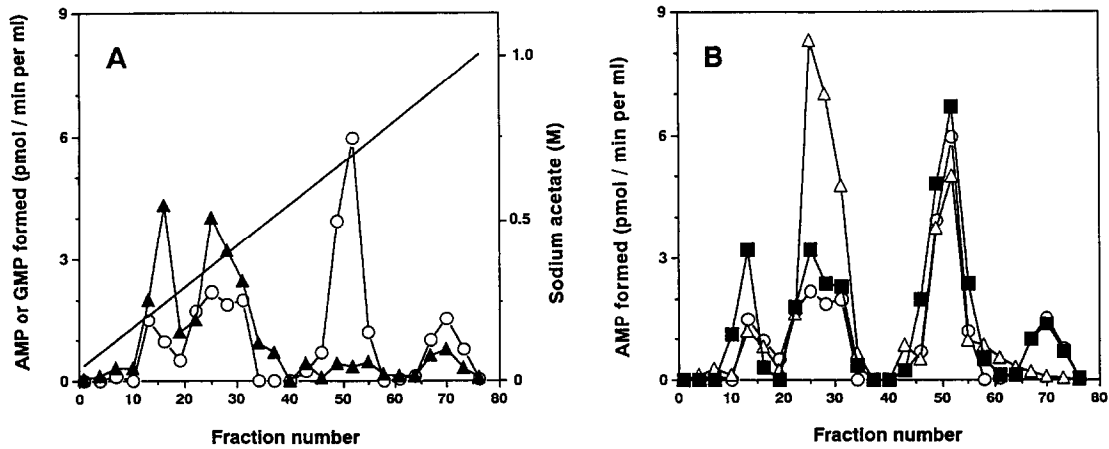 A
B
AMP or GMP formed (pmol / min per ml)
9
6
3
0
0 10 20 30 40 50 60 70 80
Fraction number
1.0
0.5
0
Sodium acetate (M)
AMP formed (pmol / min per ml)
9
6
3
0
0 10 20 30 40 50 60 70 80
Fraction number